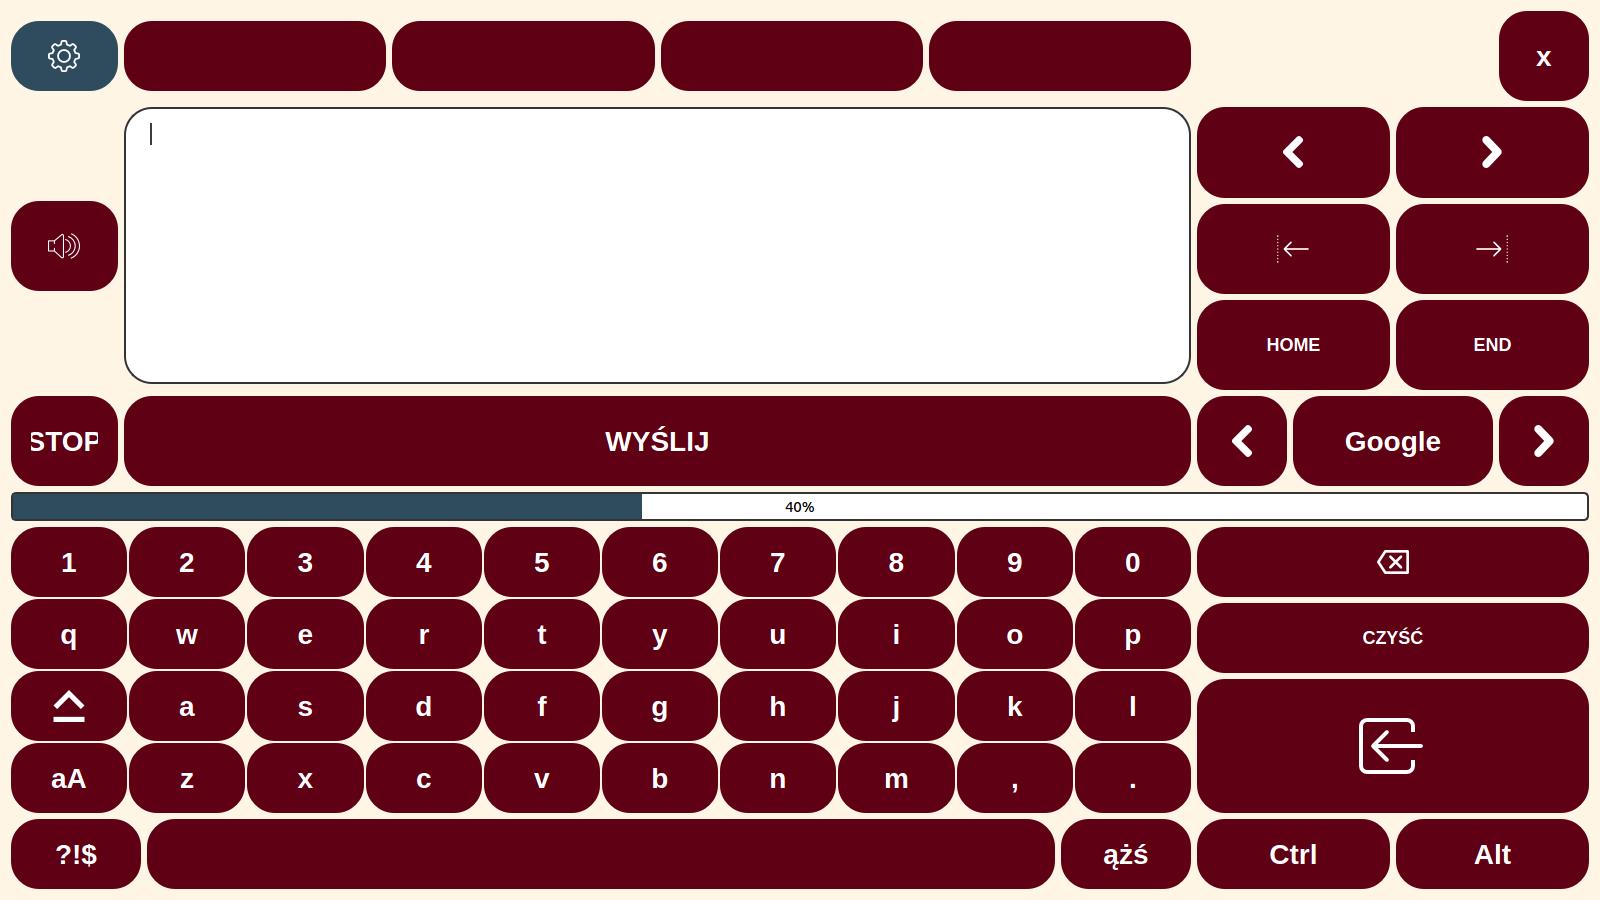 x
HOME END
STOP WYŚLIJ Google
40%
1 2 3 4 5 6 7 8 9 0
q w e r t y u i o p
CZYŚĆ
a s d f g h j k l
aA z x c v b n m , .
?!$ ążś Ctrl Alt